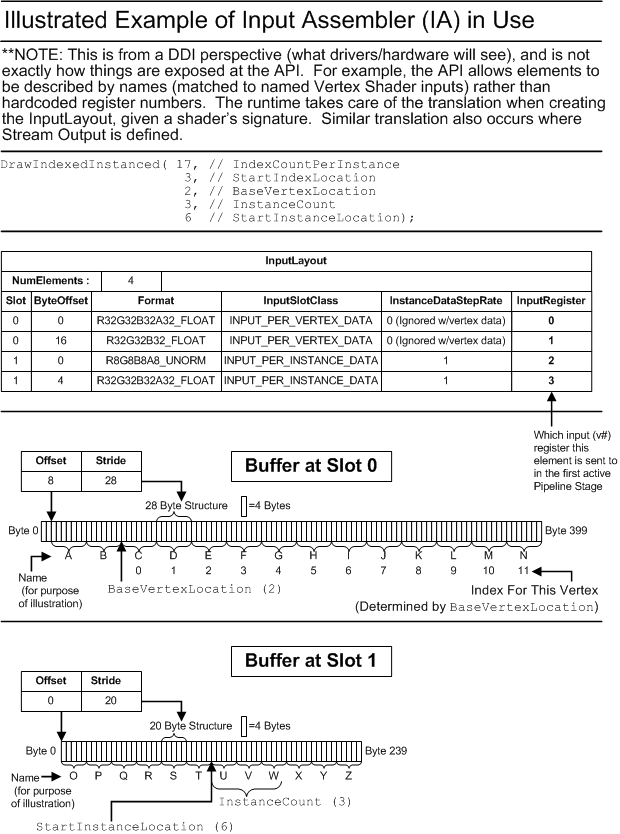 Illustrated Example of Input Assembler (IA) in Use
**NOTE: This is from a DDI perspective (what drivers/hardware will see), and is not
exactly how things are exposed at the API.  For example, the API allows elements to
be described by names (matched to named Vertex Shader inputs) rather than
hardcoded register numbers.  The runtime takes care of the translation when creating
the InputLayout, given a shader's signature.  Similar translation also occurs where
Stream Output is defined.
DrawIndexedInstanced( 17, // IndexCountPerInstance
3, // StartIndexLocation
2, // BaseVertexLocation
3, // InstanceCount
6  // StartInstanceLocation);
InputLayout
NumElements : 4
Slot ByteOffset Format InputSlotClass InstanceDataStepRate InputRegister
0 0 R32G32B32A32_FLOAT INPUT_PER_VERTEX_DATA 0 (Ignored w/vertex data) 0
0 16 R32G32B32_FLOAT INPUT_PER_VERTEX_DATA 0 (Ignored w/vertex data) 1
1 0 R8G8B8A8_UNORM INPUT_PER_INSTANCE_DATA 1 2
1 4 R32G32B32A32_FLOAT INPUT_PER_INSTANCE_DATA 1 3
Which input (v#)
register this
element is sent to
in the first active
Pipeline Stage
Offset Stride
8 28
Buffer at Slot 0
28 Byte Structure =4 Bytes
Byte 0 Byte 399
A B C D E F G H I J K L M N
0 1 2 3 4 5 6 7 8 9 10 11
Name
(for purpose
of illustration)
BaseVertexLocation (2)
Index For This Vertex
(Determined by BaseVertexLocation)
Buffer at Slot 1
Offset Stride
0 20
20 Byte Structure =4 Bytes
Byte 0 Byte 239
O P Q R S T U V W X Y Z
Name
(for purpose
of illustration)
InstanceCount (3)
StartInstanceLocation (6)